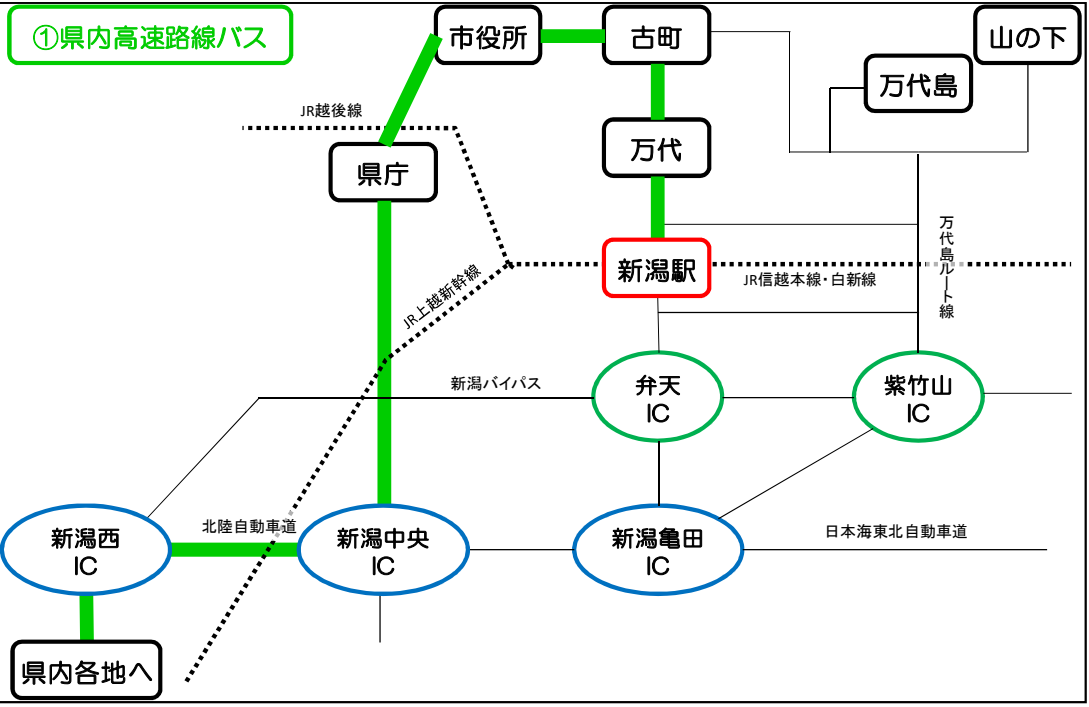 ①県内高速路線バス
市役所
古町
山の下
万代島
JR越後線
県庁
万代
万代島ルート線
新潟駅
JR信越本線・白新線
JR上越新幹線
新潟バイパス
弁天
IC
紫竹山
IC
北陸自動車道
新潟西
IC
新潟中央
IC
新潟亀田
IC
日本海東北自動車道
県内各地へ